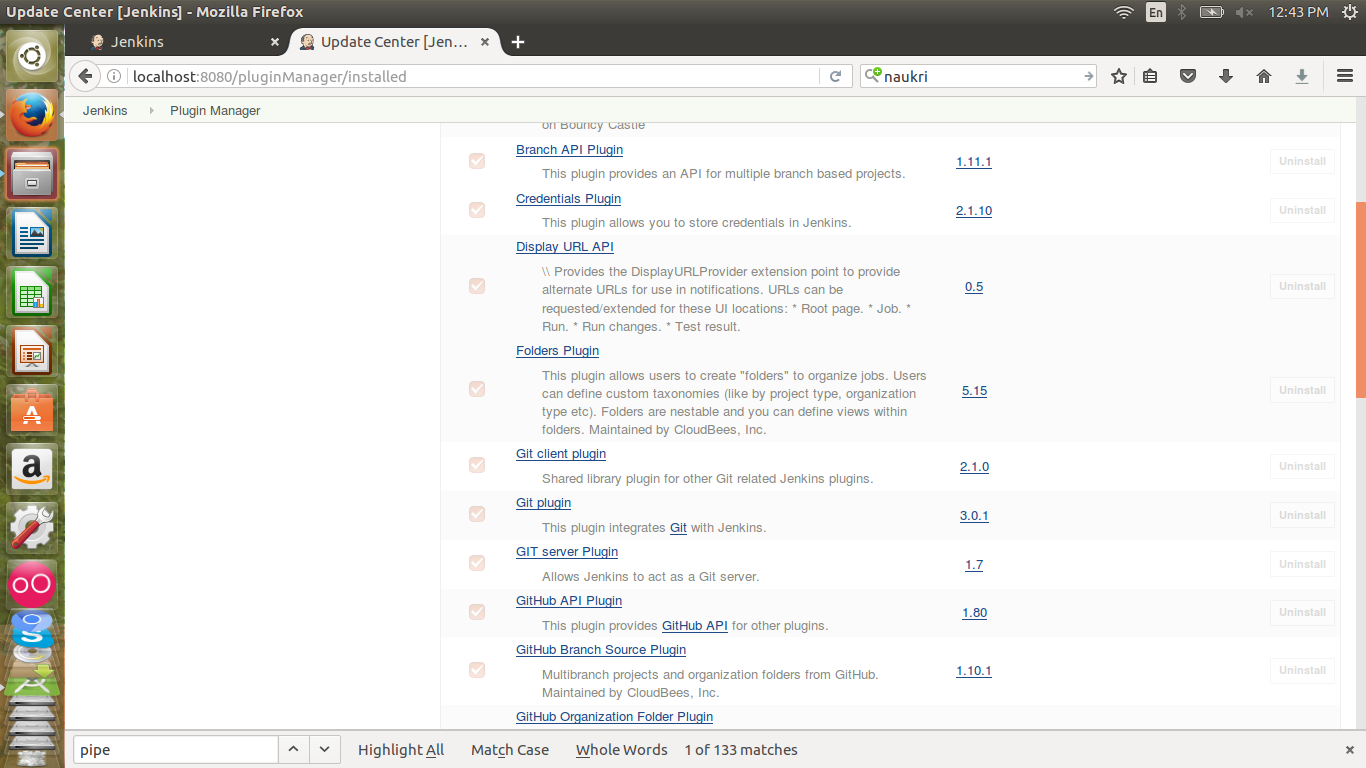 Update Center [Jenkins] - Mozilla Firefox
En
12:43 PM
Jenkins
Update Center [Jen...
localhost:8080/pluginManager/installed
naukri
Jenkins
Plugin Manager
on Bouncy Castle
Branch API Plugin
This plugin provides an API for multiple branch based projects.
1.11.1
Uninstall
Credentials Plugin
This plugin allows you to store credentials in Jenkins.
2.1.10
Uninstall
Display URL API
\\ Provides the DisplayURLProvider extension point to provide
alternate URLs for use in notifications. URLs can be
requested/extended for these UI locations: * Root page. * Job. *
Run. * Run changes. * Test result.
0.5
Uninstall
Folders Plugin
This plugin allows users to create "folders" to organize jobs. Users
can define custom taxonomies (like by project type, organization
type etc). Folders are nestable and you can define views within
folders. Maintained by CloudBees, Inc.
5.15
Uninstall
Git client plugin
Shared library plugin for other Git related Jenkins plugins.
2.1.0
Uninstall
Git plugin
This plugin integrates Git with Jenkins.
3.0.1
Uninstall
GIT server Plugin
Allows Jenkins to act as a Git server.
1.7
Uninstall
GitHub API Plugin
This plugin provides GitHub API for other plugins.
1.80
Uninstall
GitHub Branch Source Plugin
Multibranch projects and organization folders from GitHub.
Maintained by CloudBees, Inc.
1.10.1
Uninstall
GitHub Organization Folder Plugin
pipe
Highlight All
Match Case
Whole Words
1 of 133 matches